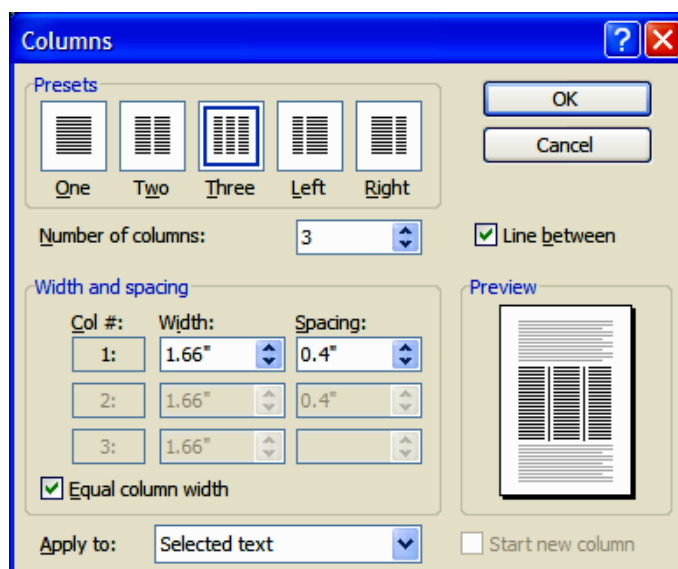 Columns
Presets
One Two Three Left Right
OK
Cancel
Number of columns: 3
Line between
Width and spacing
Col #: Width: Spacing:
1: 1.66" 0.4"
2: 1.66" 0.4"
3: 1.66"
Equal column width
Preview
Apply to: Selected text
Start new column